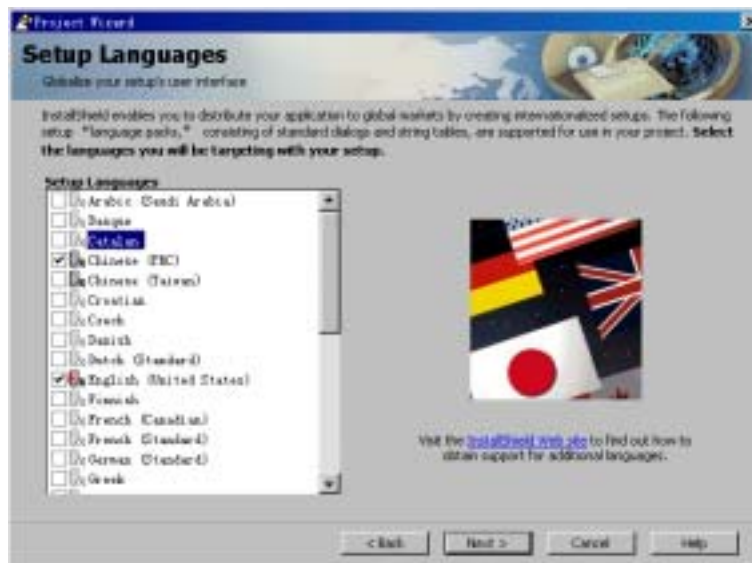 Project Wizard
Setup Languages
Globalize your setup's user interface
InstallShield enables you to distribute your application to global markets by creating internationalized setups. The following
setup "language packs," consisting of standard dialogs and string tables, are supported for use in your project. Select
the languages you will be targeting with your setup.
Setup Languages
Arabic (Saudi Arabia)
Basque
Catalan
Chinese (PRC)
Chinese (Taiwan)
Croatian
Czech
Danish
Dutch (Standard)
English (United States)
Finnish
French (Canadian)
French (Standard)
German (Standard)
Greek
Visit the InstallShield Web site to find out how to
obtain support for additional languages.
< Back
Next >
Cancel
Help